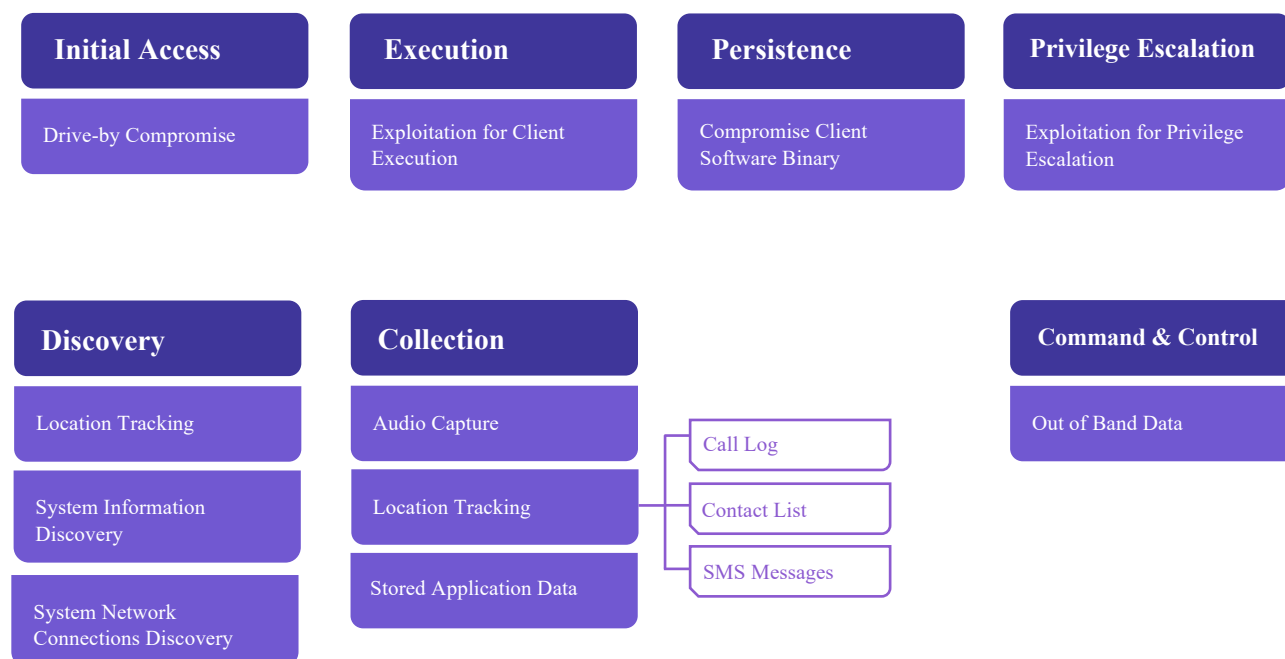 Initial Access
Drive-by Compromise
Execution
Exploitation for Client
Execution
Persistence
Compromise Client
Software Binary
Privilege Escalation
Exploitation for Privilege
Escalation
Discovery
Location Tracking
System Information
Discovery
System Network
Connections Discovery
Collection
Audio Capture
Location Tracking
Stored Application Data
Call Log
Contact List
SMS Messages
Command & Control
Out of Band Data